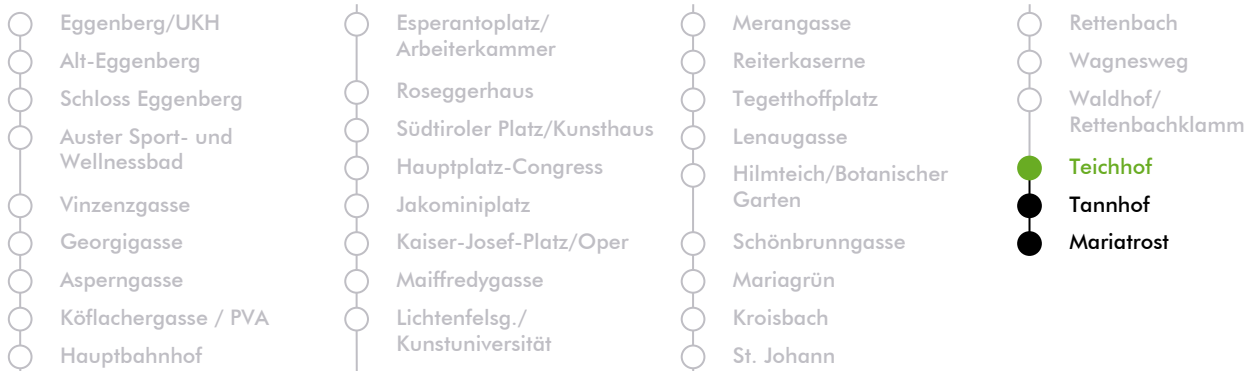 Eggenberg/UKH
Alt-Eggenberg
Schloss Eggenberg
Auster Sport- und
Wellnessbad
Vinzenzgasse
Georgigasse
Asperngasse
Köflachergasse / PVA
Hauptbahnhof
Esperantoplatz/
Arbeiterkammer
Roseggerhaus
Südtiroler Platz/Kunsthaus
Hauptplatz-Congress
Jakominiplatz
Kaiser-Josef-Platz/Oper
Maiffredygasse
Lichtenfelsg./
Kunstuniversität
Merangasse
Reiterkaserne
Tegetthoffplatz
Lenaugasse
Hilmteich/Botanischer
Garten
Schönbrunngasse
Mariagrün
Kroisbach
St. Johann
Rettenbach
Wagnesweg
Waldhof/
Rettenbachklamm
Teichhof
Tannhof
Mariatrost